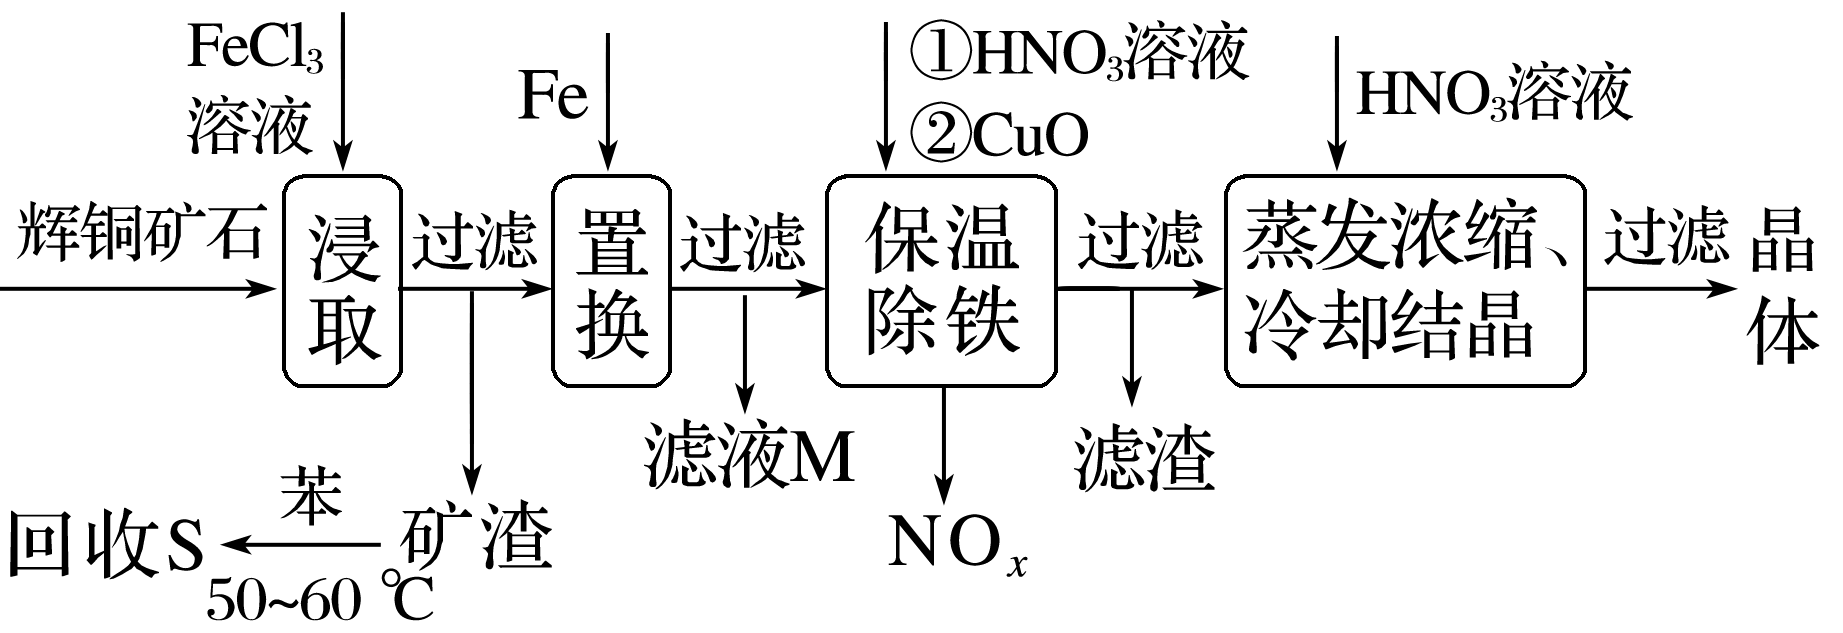 FeCl₃
溶液
Fe
①HNO₃溶液
②CuO
HNO₃溶液
辉铜矿石
浸取
过滤
置换
过滤
保温
除铁
过滤
蒸发浓缩、
冷却结晶
过滤
晶体
滤液M
滤渣
NOₓ
矿渣
苯
50~60 ℃
回收S